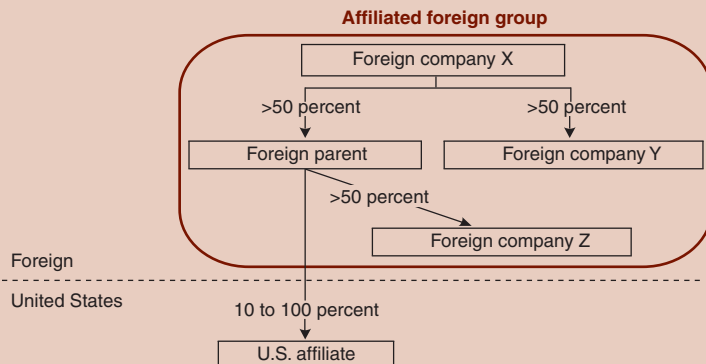 Affiliated foreign group
Foreign company X
>50 percent
>50 percent
Foreign parent
Foreign company Y
>50 percent
Foreign company Z
Foreign
United States
10 to 100 percent
U.S. affiliate